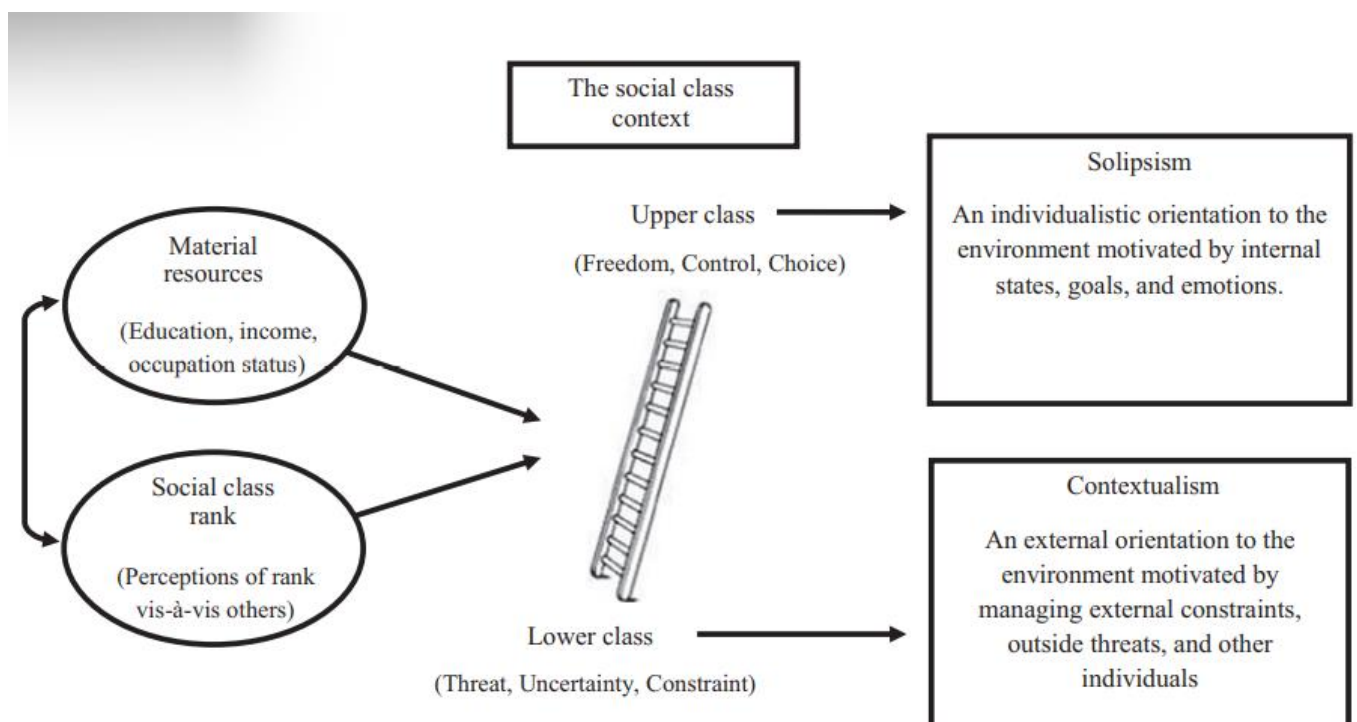 The social class
context
Material
resources
(Education, income,
occupation status)
Social class
rank
(Perceptions of rank
vis-à-vis others)
Upper class
(Freedom, Control, Choice)
Lower class
(Threat, Uncertainty, Constraint)
Solipsism
An individualistic orientation to the
environment motivated by internal
states, goals, and emotions.
Contextualism
An external orientation to the
environment motivated by
managing external constraints,
outside threats, and other
individuals